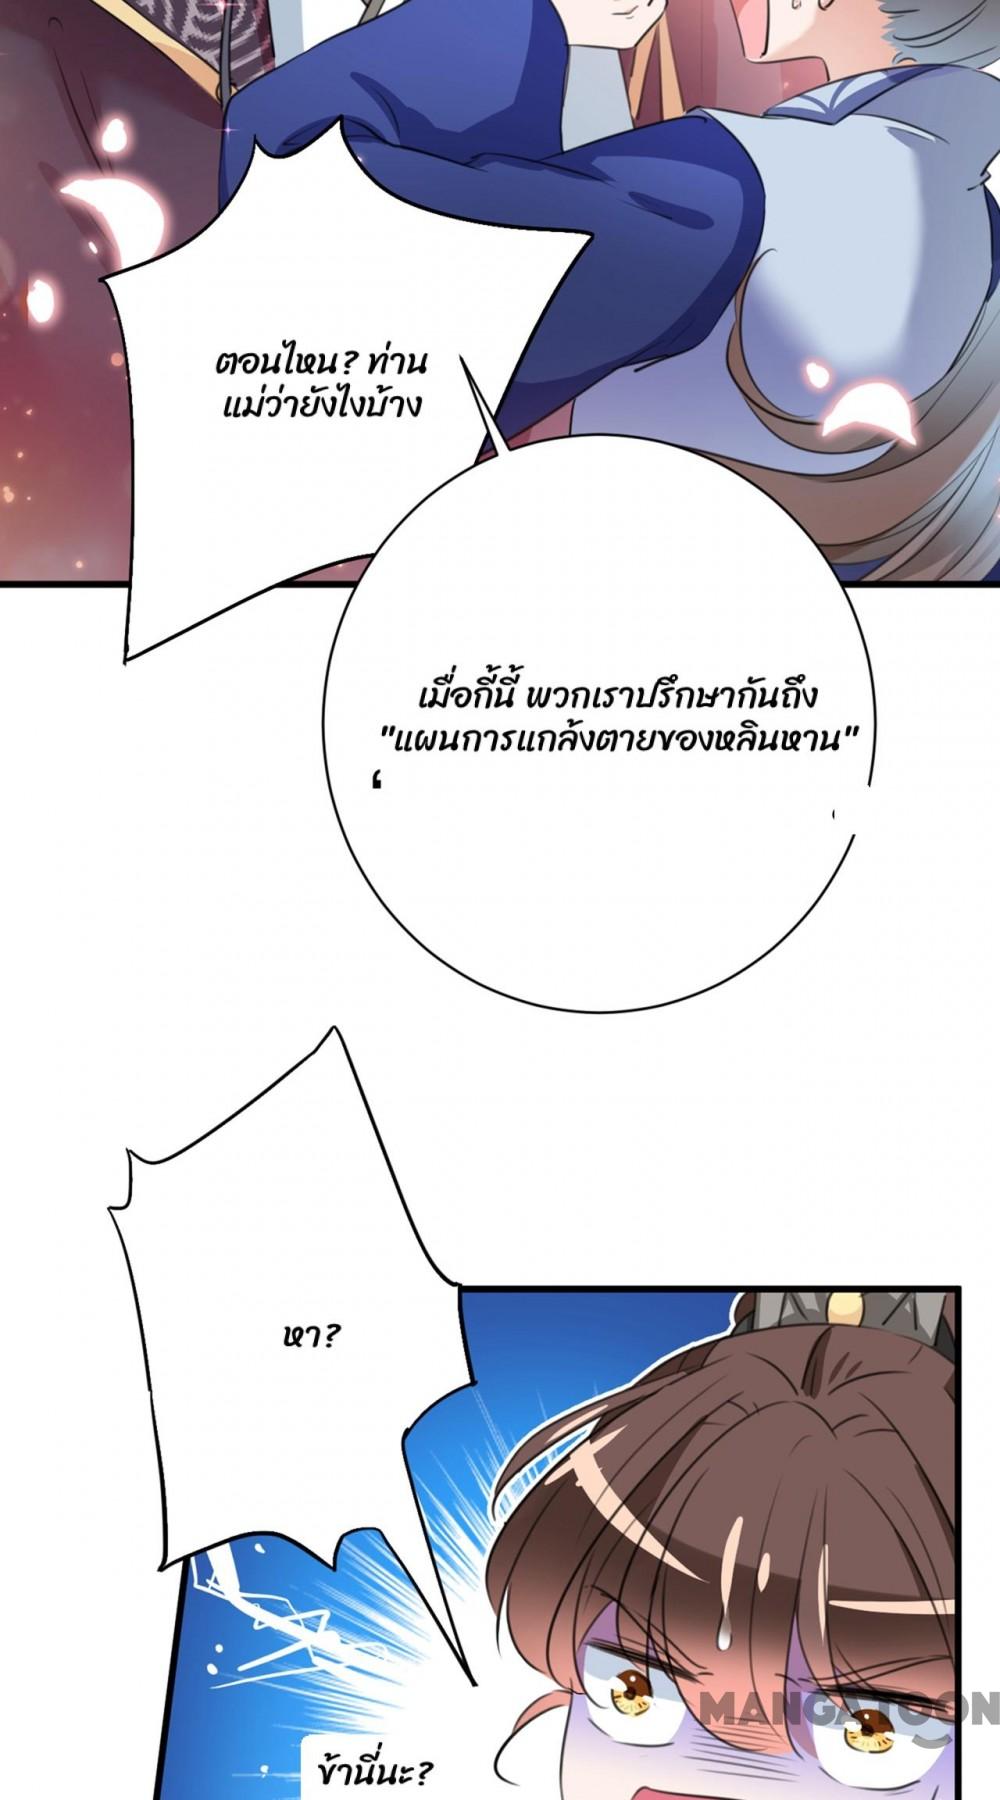 ตอนไหน? ท่าน
แม่ว่ายังไงบ้าง
เมื่อกี้นี้ พวกเราปรึกษากันถึง
"แผนการแกล้งตายของหลินหาน"
หา?
MANGATOON
ข้านี่นะ?